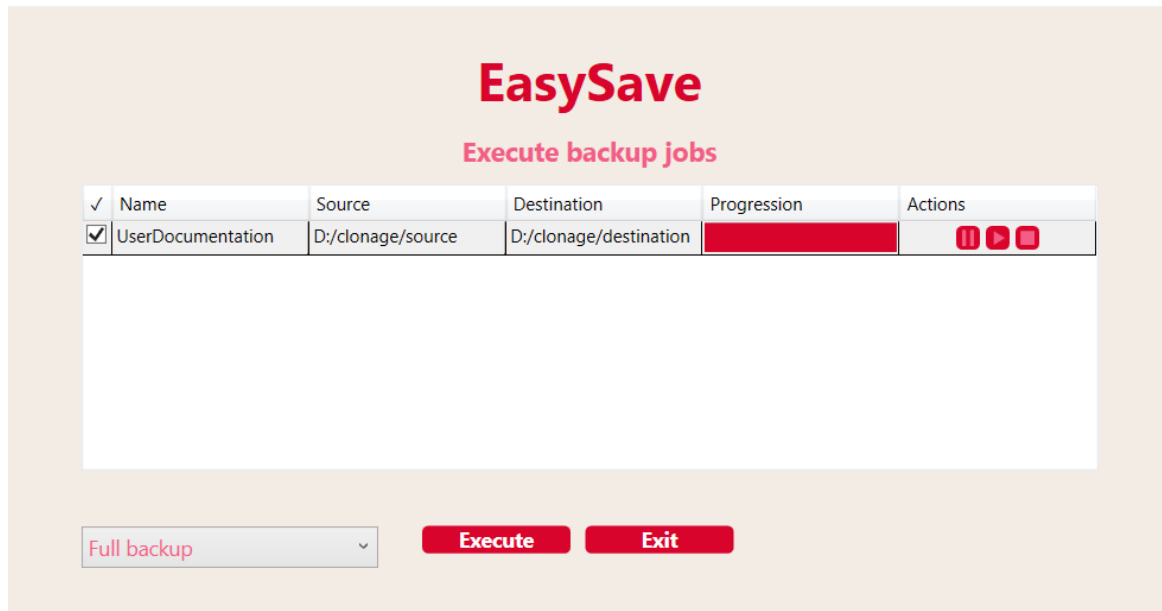 EasySave
Execute backup jobs
✓ Name Source Destination Progression Actions
UserDocumentation D:/clonage/source D:/clonage/destination
Full backup Execute Exit